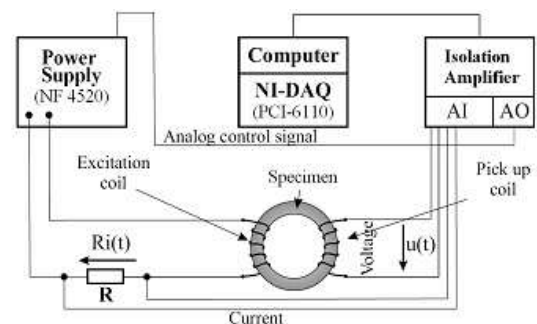 Power
Supply
(NF 4520)
Computer
NI-DAQ
(PCI-6110)
Isolation
Amplifier
AI
AO
Analog control signal
Excitation
coil
Specimen
Pick up
coil
Ri(t)
R
Voltage
u(t)
Current